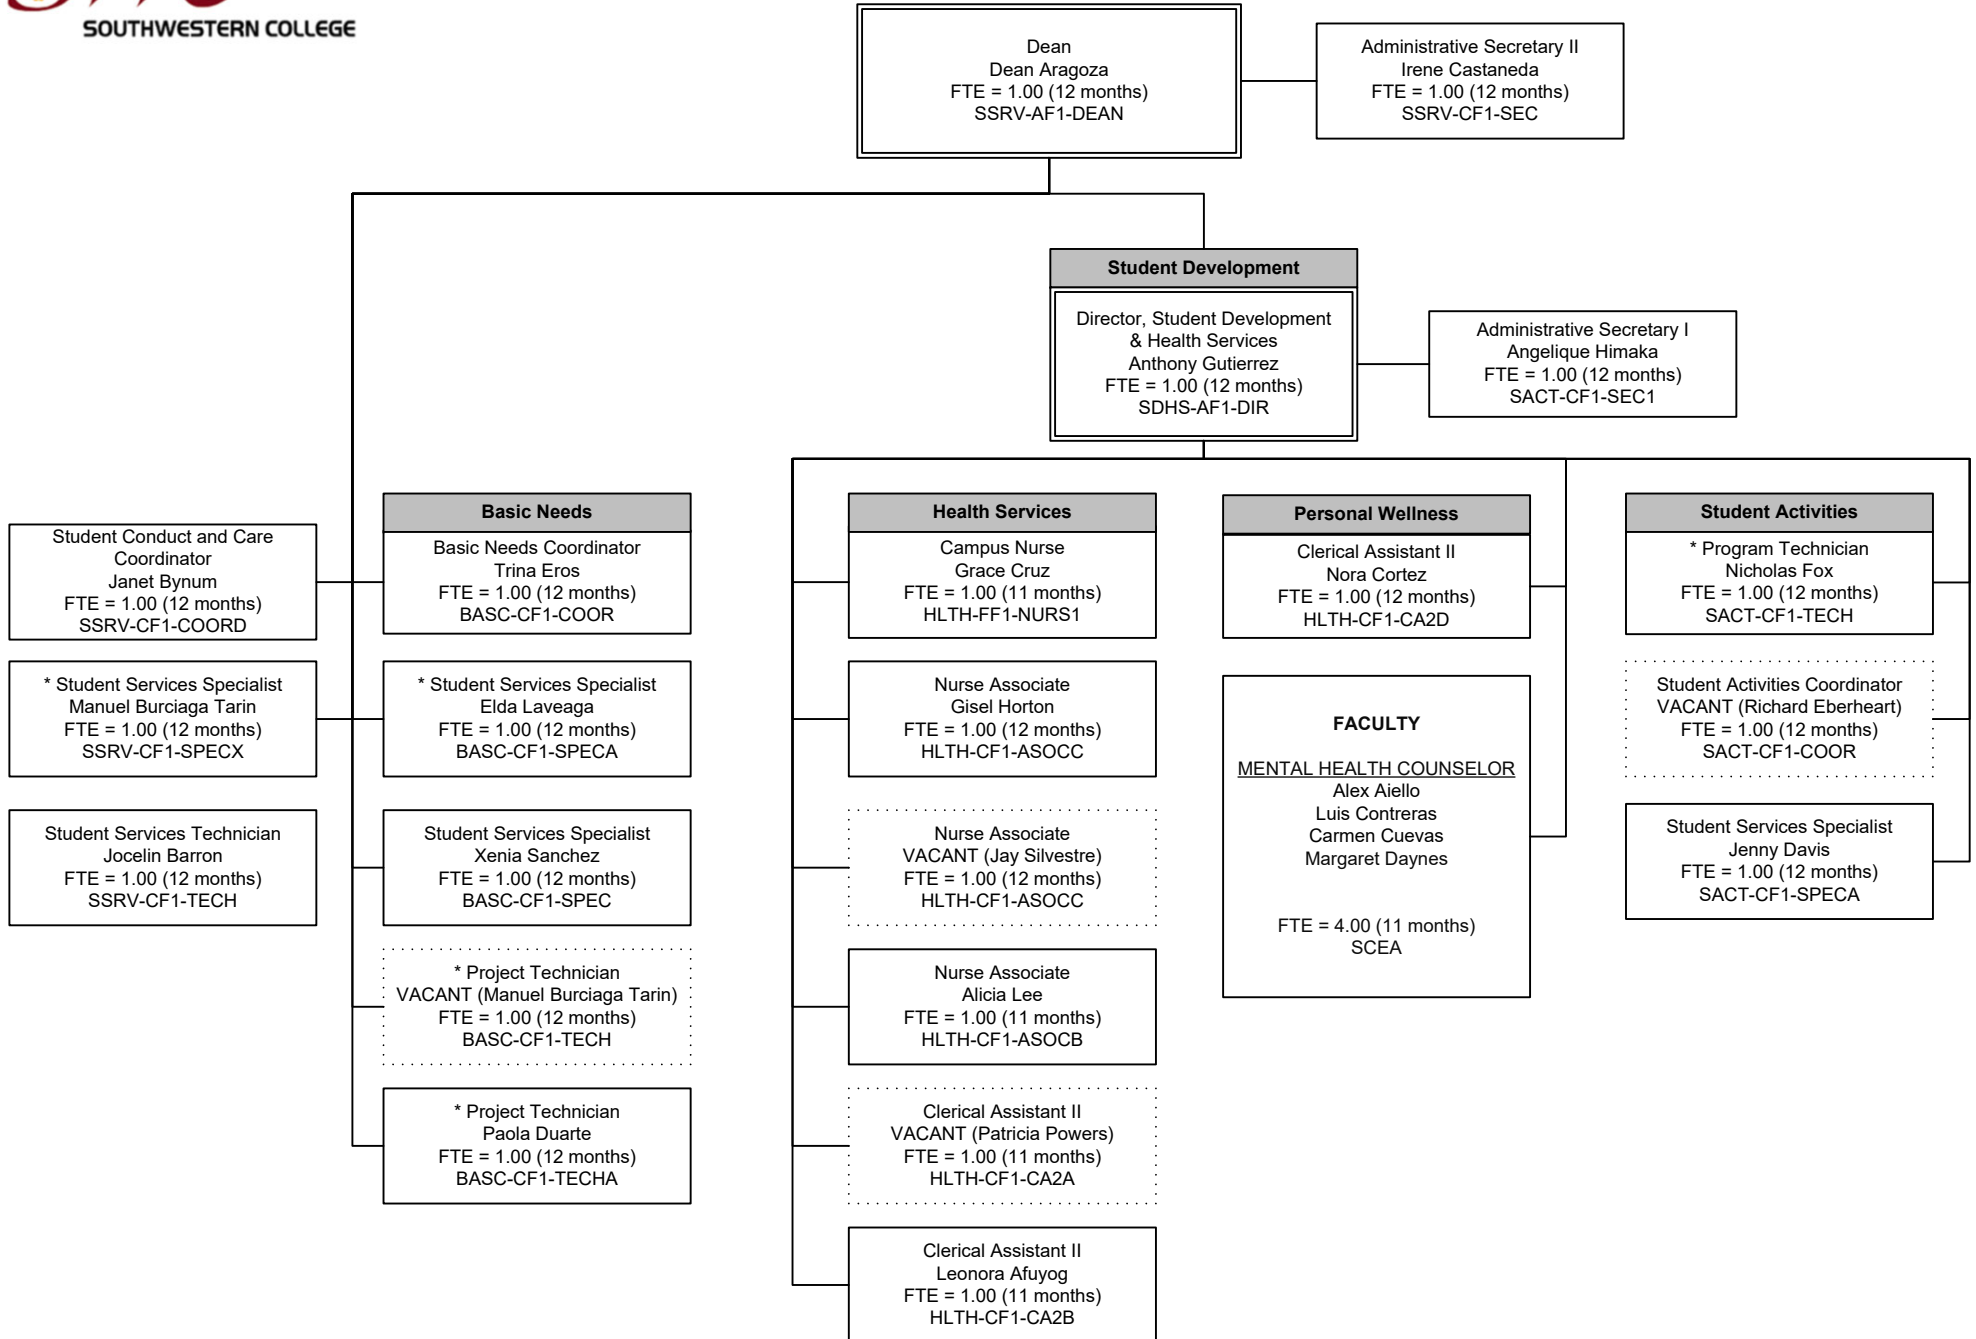 SOUTHWESTERN COLLEGE
Dean
Dean Aragoza
FTE = 1.00 (12 months)
SSRV-AF1-DEAN
Administrative Secretary II
Irene Castaneda
FTE = 1.00 (12 months)
SSRV-CF1-SEC
Student Development
Director, Student Development
& Health Services
Anthony Gutierrez
FTE = 1.00 (12 months)
SDHS-AF1-DIR
Administrative Secretary I
Angelique Himaka
FTE = 1.00 (12 months)
SACT-CF1-SEC1
Student Conduct and Care
Coordinator
Janet Bynum
FTE = 1.00 (12 months)
SSRV-CF1-COORD
* Student Services Specialist
Manuel Burciaga Tarin
FTE = 1.00 (12 months)
SSRV-CF1-SPECX
Student Services Technician
Jocelin Barron
FTE = 1.00 (12 months)
SSRV-CF1-TECH
Basic Needs
Basic Needs Coordinator
Trina Eros
FTE = 1.00 (12 months)
BASC-CF1-COOR
* Student Services Specialist
Elda Laveaga
FTE = 1.00 (12 months)
BASC-CF1-SPECA
Student Services Specialist
Xenia Sanchez
FTE = 1.00 (12 months)
BASC-CF1-SPEC
* Project Technician
VACANT (Manuel Burciaga Tarin)
FTE = 1.00 (12 months)
BASC-CF1-TECH
* Project Technician
Paola Duarte
FTE = 1.00 (12 months)
BASC-CF1-TECHA
Health Services
Campus Nurse
Grace Cruz
FTE = 1.00 (11 months)
HLTH-FF1-NURS1
Nurse Associate
Gisel Horton
FTE = 1.00 (12 months)
HLTH-CF1-ASOCC
Nurse Associate
VACANT (Jay Silvestre)
FTE = 1.00 (12 months)
HLTH-CF1-ASOCC
Nurse Associate
Alicia Lee
FTE = 1.00 (11 months)
HLTH-CF1-ASOCB
Clerical Assistant II
VACANT (Patricia Powers)
FTE = 1.00 (11 months)
HLTH-CF1-CA2A
Clerical Assistant II
Leonora Afuyog
FTE = 1.00 (11 months)
HLTH-CF1-CA2B
Personal Wellness
Clerical Assistant II
Nora Cortez
FTE = 1.00 (12 months)
HLTH-CF1-CA2D
FACULTY
MENTAL HEALTH COUNSELOR
Alex Aiello
Luis Contreras
Carmen Cuevas
Margaret Daynes
FTE = 4.00 (11 months)
SCEA
Student Activities
* Program Technician
Nicholas Fox
FTE = 1.00 (12 months)
SACT-CF1-TECH
Student Activities Coordinator
VACANT (Richard Eberheart)
FTE = 1.00 (12 months)
SACT-CF1-COOR
Student Services Specialist
Jenny Davis
FTE = 1.00 (12 months)
SACT-CF1-SPECA